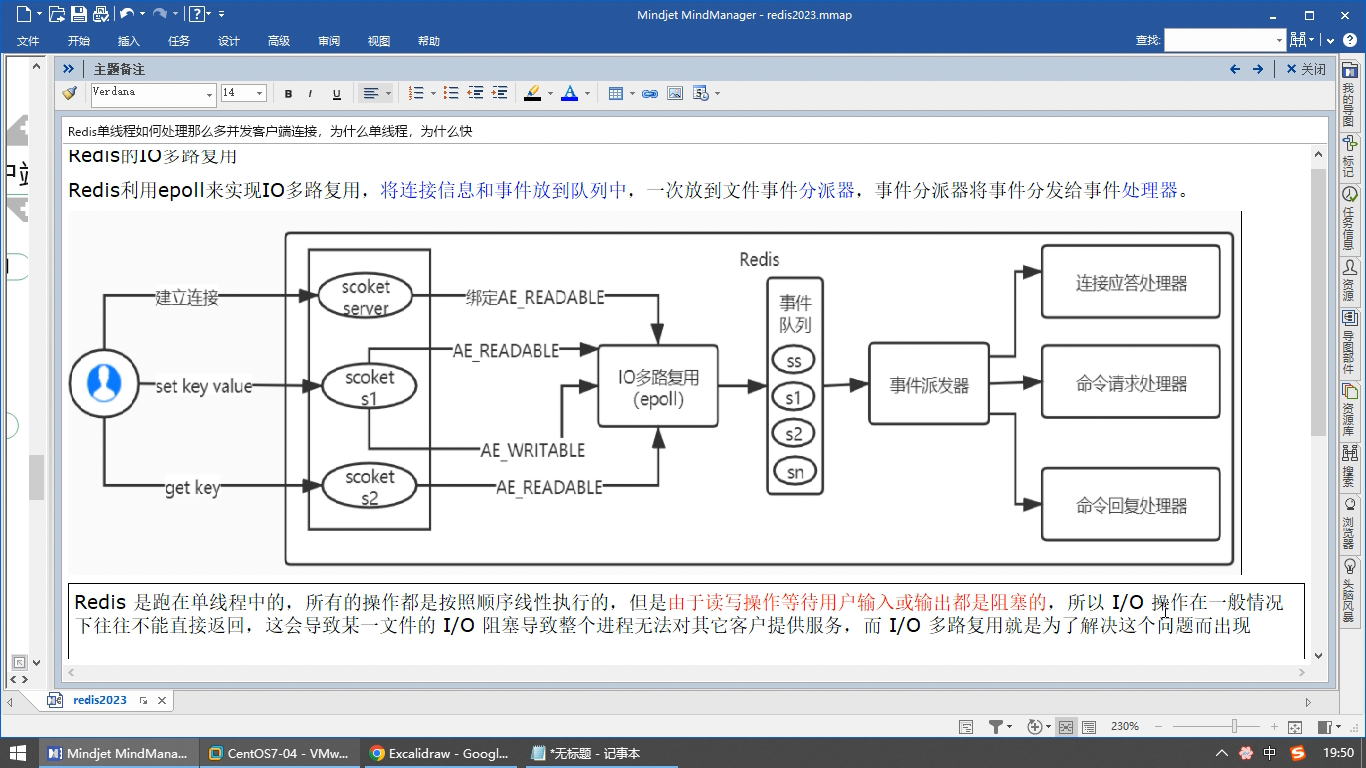 Mindjet MindManager - redis2023.mmap
文件 开始 插入 任务 设计 高级 审阅 视图 帮助 查找:
主题备注 关闭
Verdana 14 B I U A
Redis单线程如何处理那么多并发客户端连接，为什么单线程，为什么快
Redis的IO多路复用
Redis利用epoll来实现IO多路复用，将连接信息和事件放到队列中，一次放到文件事件分派器，事件分派器将事件分发给事件处理器。
Redis
建立连接
scoket
server
绑定AE_READABLE
set key value
scoket
s1
AE_READABLE
AE_WRITABLE
get key
scoket
s2
AE_READABLE
IO多路复用
(epoll)
事件
队列
ss
s1
s2
sn
事件派发器
连接应答处理器
命令请求处理器
命令回复处理器
Redis 是跑在单线程中的，所有的操作都是按照顺序线性执行的，但是由于读写操作等待用户输入或输出都是阻塞的，所以 I/O 操作在一般情况
下往往不能直接返回，这会导致某一文件的 I/O 阻塞导致整个进程无法对其它客户提供服务，而 I/O 多路复用就是为了解决这个问题而出现
我的导图
标记
任务信息
资源
导图部件
资源库
搜索
浏览器
头脑风暴
redis2023
230%
Mindjet MindMana... CentOS7-04 - VMw... Excalidraw - Googl... *无标题 - 记事本 中 19:50